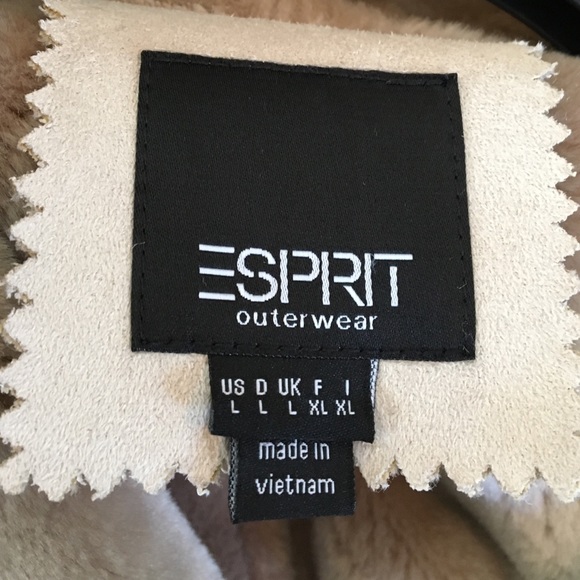 ESPRIT
outerwear
US D UK F I
L L L XL XL
made in
vietnam